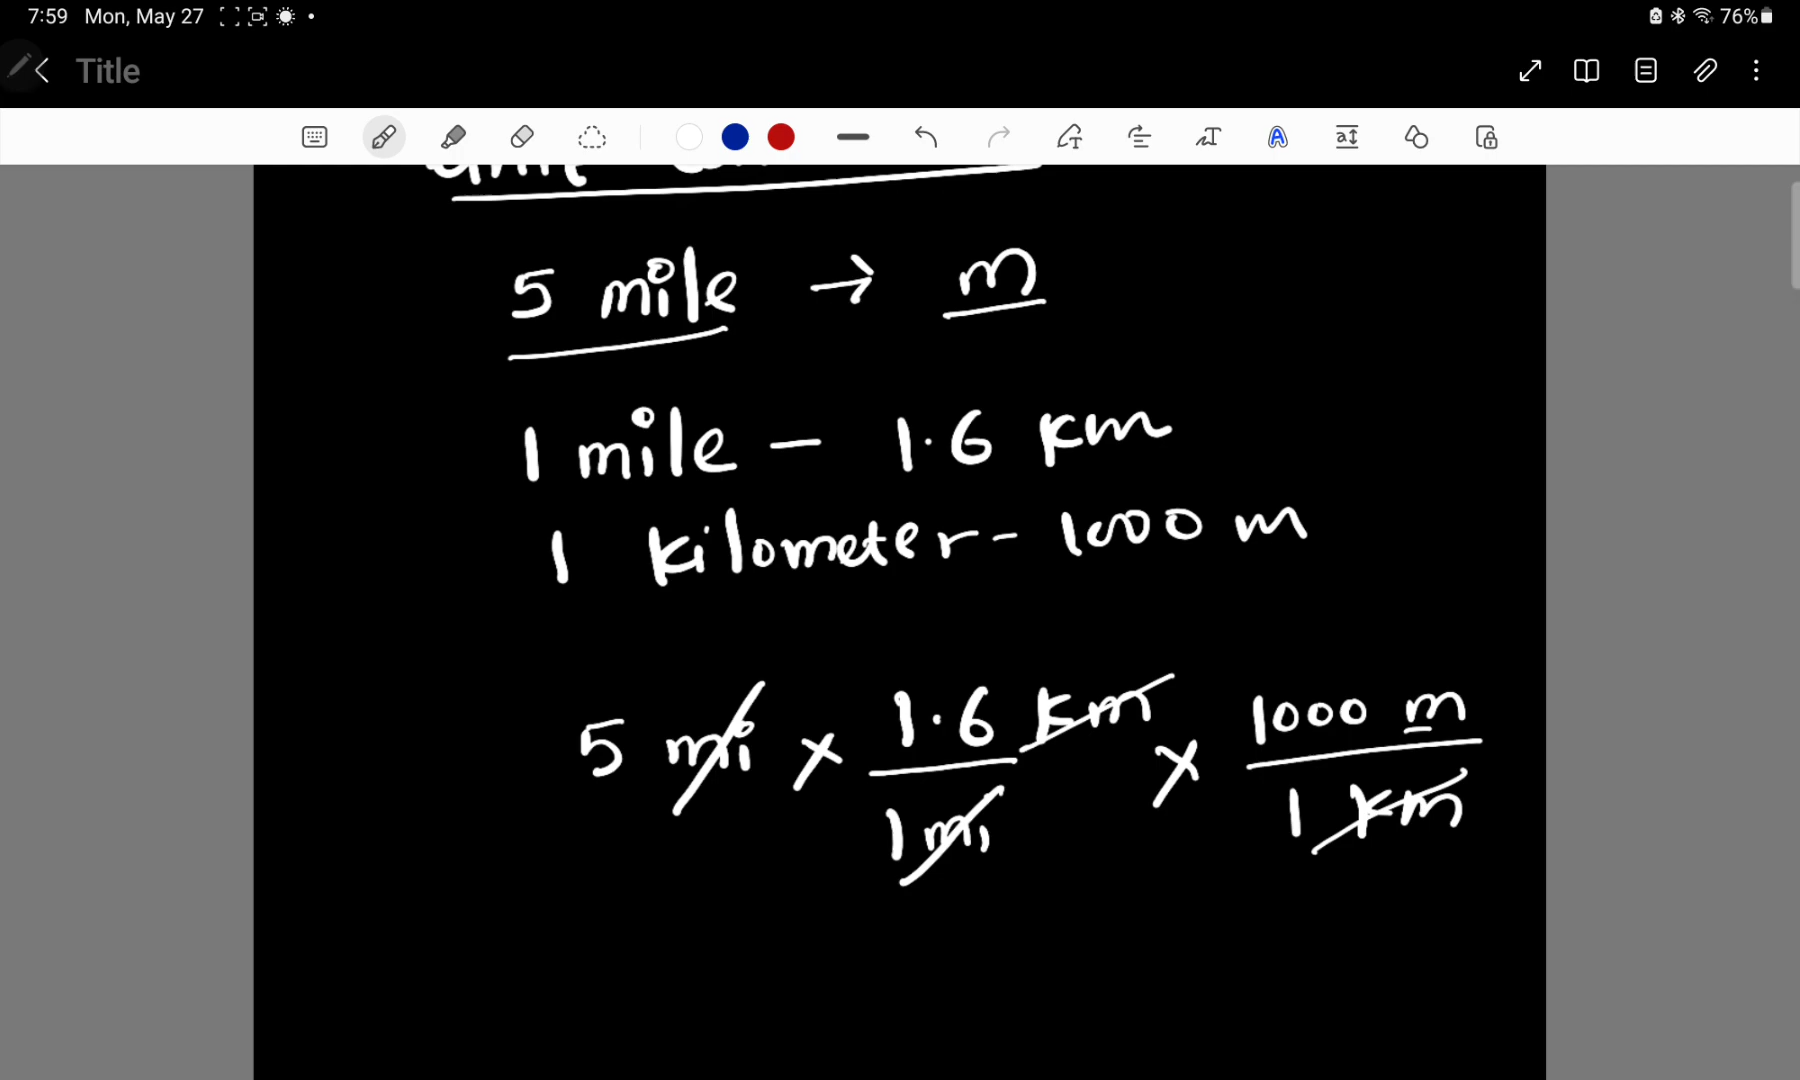 7:59 Mon, May 27 76%
Title
5 mile → m
1 mile — 1.6 km
1 kilometer - 1000 m
5 mi × 1.6 km / 1 mi × 1000 m / 1 km